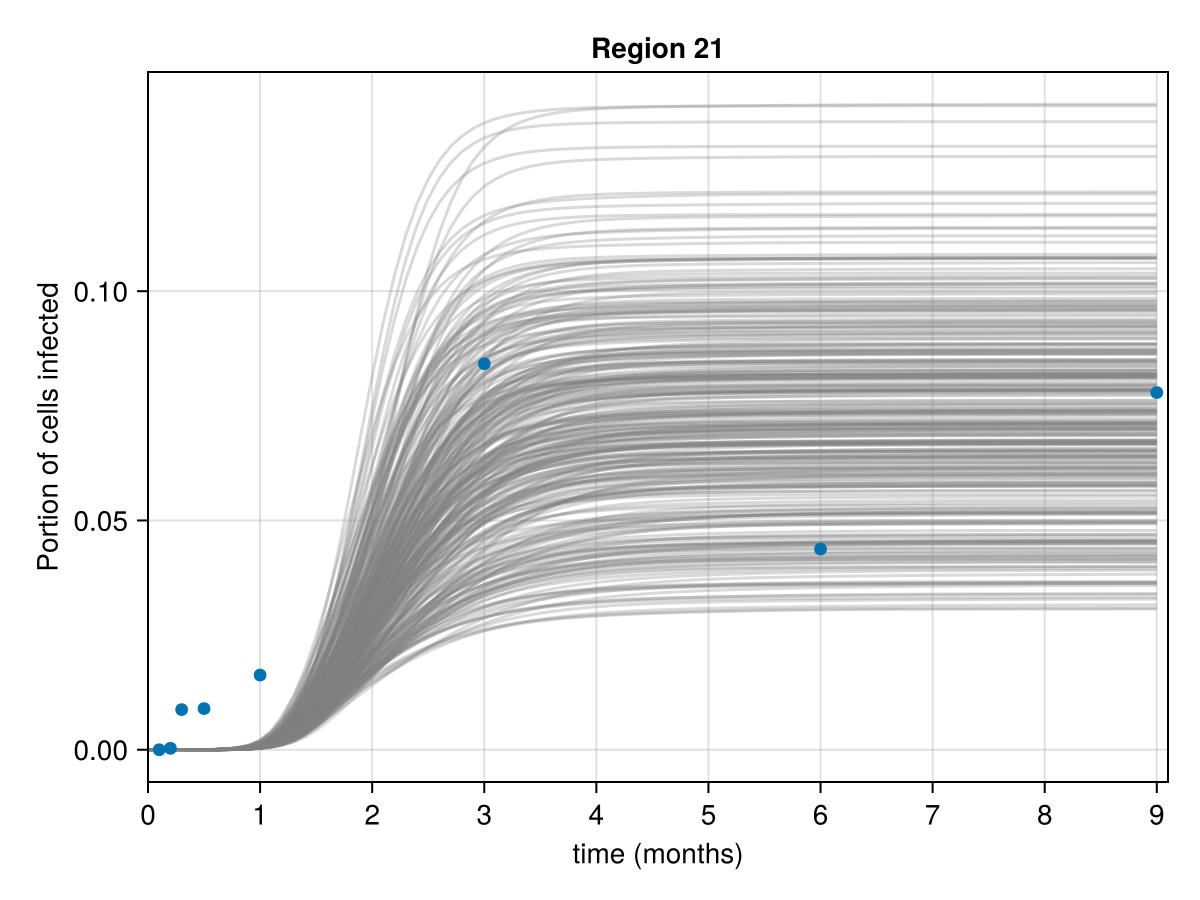 Region 21
Portion of cells infected
0.10
0.05
0.00
0 1 2 3 4 5 6 7 8 9
time (months)